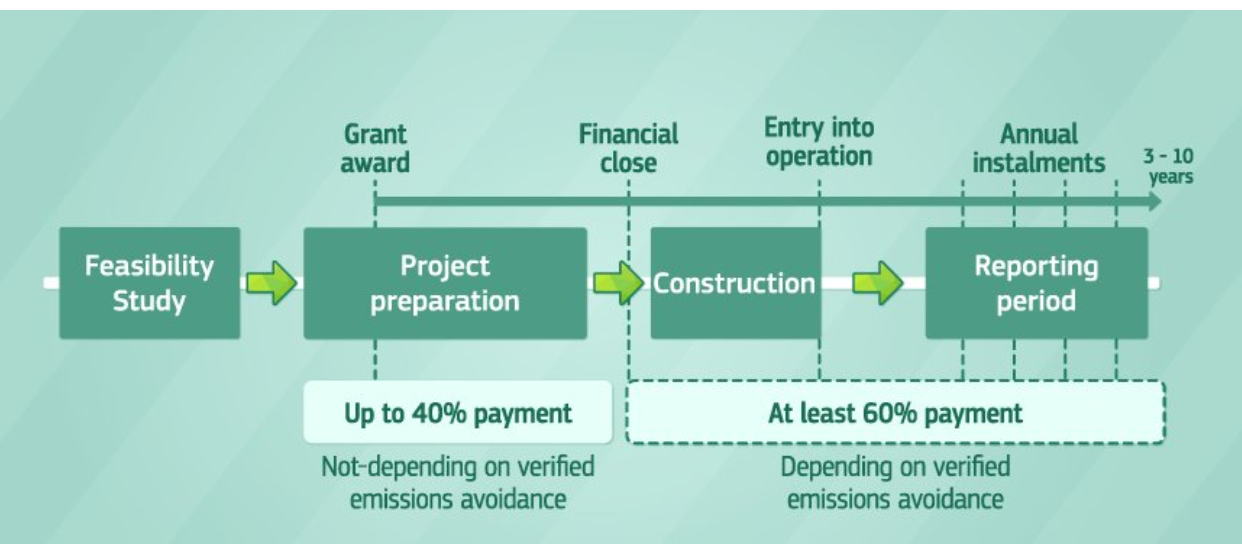 Grant
award
Financial
close
Entry into
operation
Annual
instalments
3 - 10
years
Feasibility
Study
Project
preparation
Construction
Reporting
period
Up to 40% payment
At least 60% payment
Not-depending on verified
emissions avoidance
Depending on verified
emissions avoidance